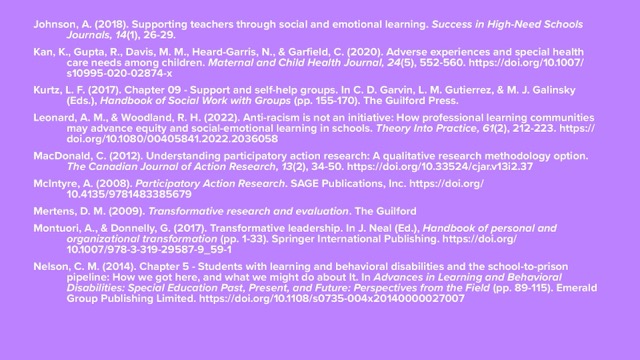 Johnson, A. (2018). Supporting teachers through social and emotional learning. Success in High-Need Schools
Journals, 14(1), 26-29.
Kan, K., Gupta, R., Davis, M. M., Heard-Garris, N., & Garfield, C. (2020). Adverse experiences and special health
care needs among children. Maternal and Child Health Journal, 24(5), 552-560. https://doi.org/10.1007/
s10995-020-02874-x
Kurtz, L. F. (2017). Chapter 09 - Support and self-help groups. In C. D. Garvin, L. M. Gutierrez, & M. J. Galinsky
(Eds.), Handbook of Social Work with Groups (pp. 155-170). The Guilford Press.
Leonard, A. M., & Woodland, R. H. (2022). Anti-racism is not an initiative: How professional learning communities
may advance equity and social-emotional learning in schools. Theory Into Practice, 61(2), 212-223. https://
doi.org/10.1080/00405841.2022.2036058
MacDonald, C. (2012). Understanding participatory action research: A qualitative research methodology option.
The Canadian Journal of Action Research, 13(2), 34-50. https://doi.org/10.33524/cjar.v13i2.37
McIntyre, A. (2008). Participatory Action Research. SAGE Publications, Inc. https://doi.org/
10.4135/9781483385679
Mertens, D. M. (2009). Transformative research and evaluation. The Guilford
Montuori, A., & Donnelly, G. (2017). Transformative leadership. In J. Neal (Ed.), Handbook of personal and
organizational transformation (pp. 1-33). Springer International Publishing. https://doi.org/
10.1007/978-3-319-29587-9_59-1
Nelson, C. M. (2014). Chapter 5 - Students with learning and behavioral disabilities and the school-to-prison
pipeline: How we got here, and what we might do about It. In Advances in Learning and Behavioral
Disabilities: Special Education Past, Present, and Future: Perspectives from the Field (pp. 89-115). Emerald
Group Publishing Limited. https://doi.org/10.1108/s0735-004x20140000027007